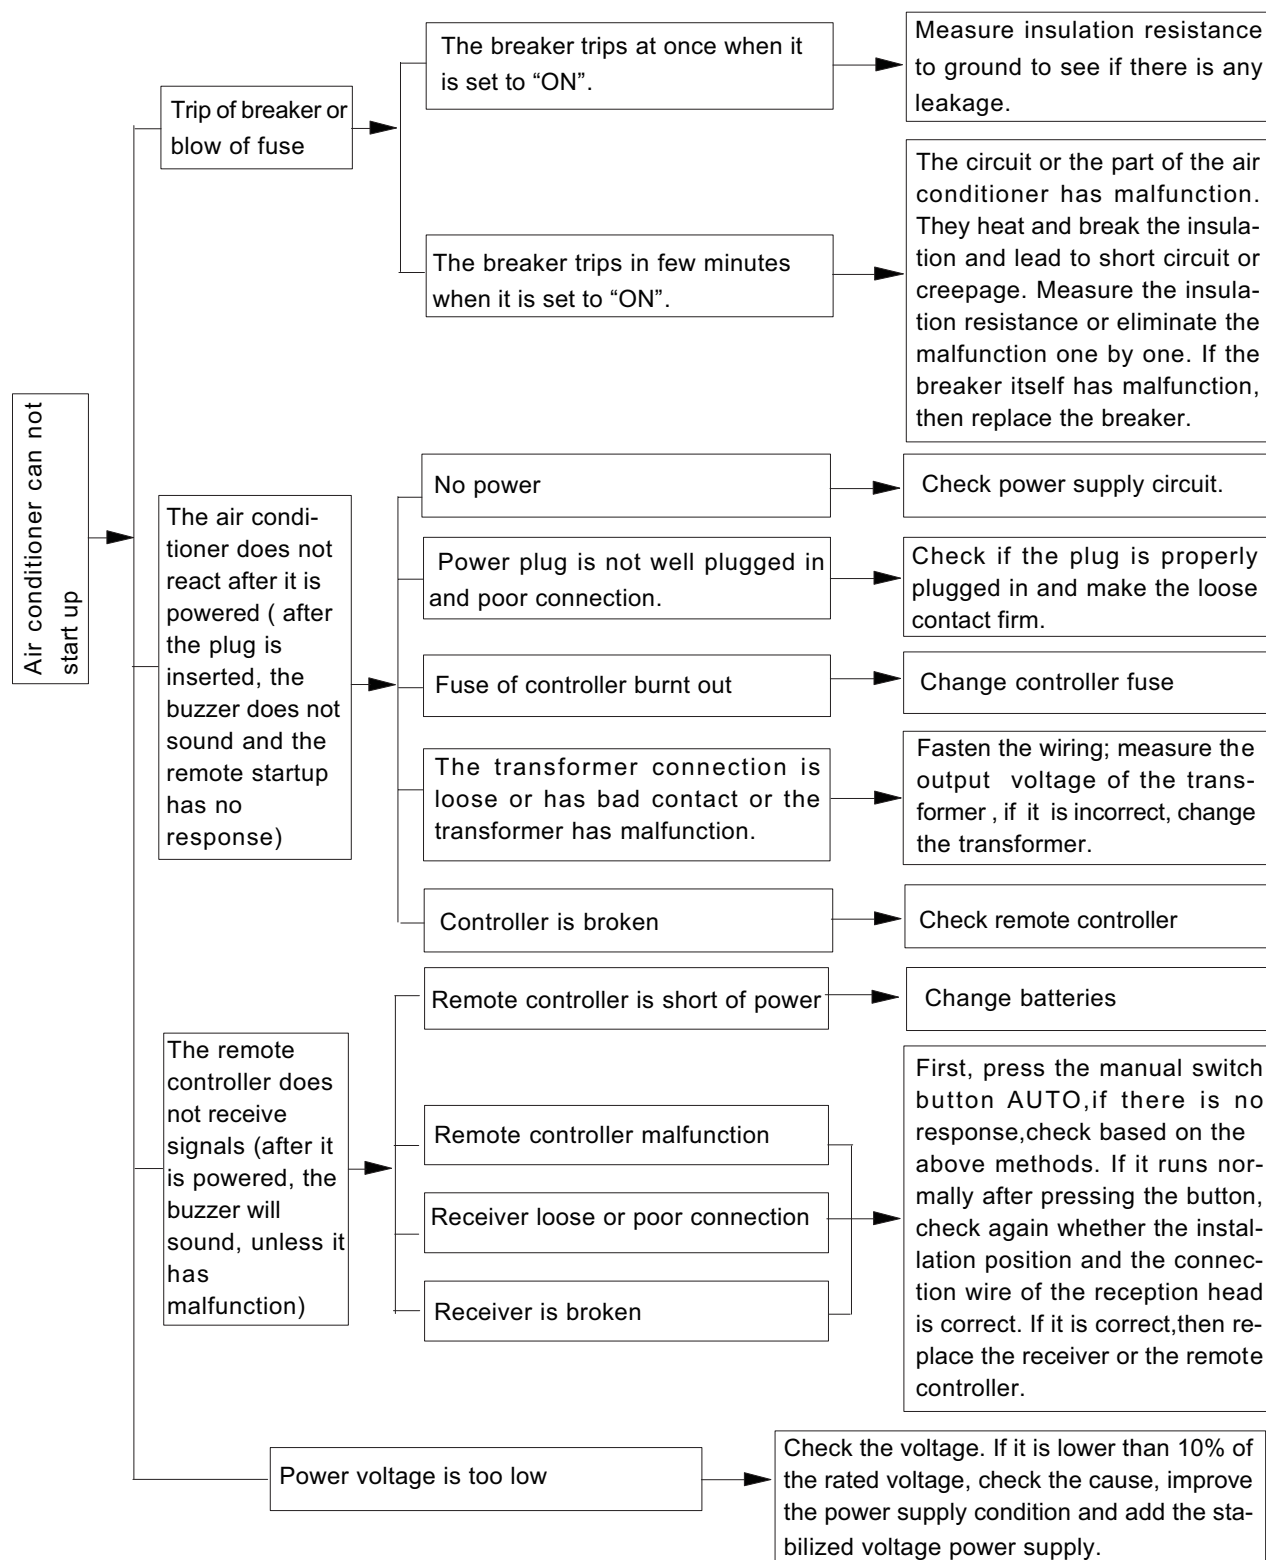 Air conditioner can not
start up
Trip of breaker or
blow of fuse
The breaker trips at once when it
is set to “ON”.
Measure insulation resistance
to ground to see if there is any
leakage.
The breaker trips in few minutes
when it is set to “ON”.
The circuit or the part of the air
conditioner has malfunction.
They heat and break the insula-
tion and lead to short circuit or
creepage. Measure the insula-
tion resistance or eliminate the
malfunction one by one. If the
breaker itself has malfunction,
then replace the breaker.
The air condi-
tioner does not
react after it is
powered ( after
the plug is
inserted, the
buzzer does not
sound and the
remote startup
has no
response)
No power
Check power supply circuit.
Power plug is not well plugged in
and poor connection.
Check if the plug is properly
plugged in and make the loose
contact firm.
Fuse of controller burnt out
Change controller fuse
The transformer connection is
loose or has bad contact or the
transformer has malfunction.
Fasten the wiring; measure the
output voltage of the trans-
former , if it is incorrect, change
the transformer.
Controller is broken
Check remote controller
The remote
controller does
not receive
signals (after it
is powered, the
buzzer will
sound, unless it
has
malfunction)
Remote controller is short of power
Change batteries
Remote controller malfunction
Receiver loose or poor connection
Receiver is broken
First, press the manual switch
button AUTO,if there is no
response,check based on the
above methods. If it runs nor-
mally after pressing the button,
check again whether the instal-
lation position and the connec-
tion wire of the reception head
is correct. If it is correct,then re-
place the receiver or the remote
controller.
Power voltage is too low
Check the voltage. If it is lower than 10% of
the rated voltage, check the cause, improve
the power supply condition and add the sta-
bilized voltage power supply.